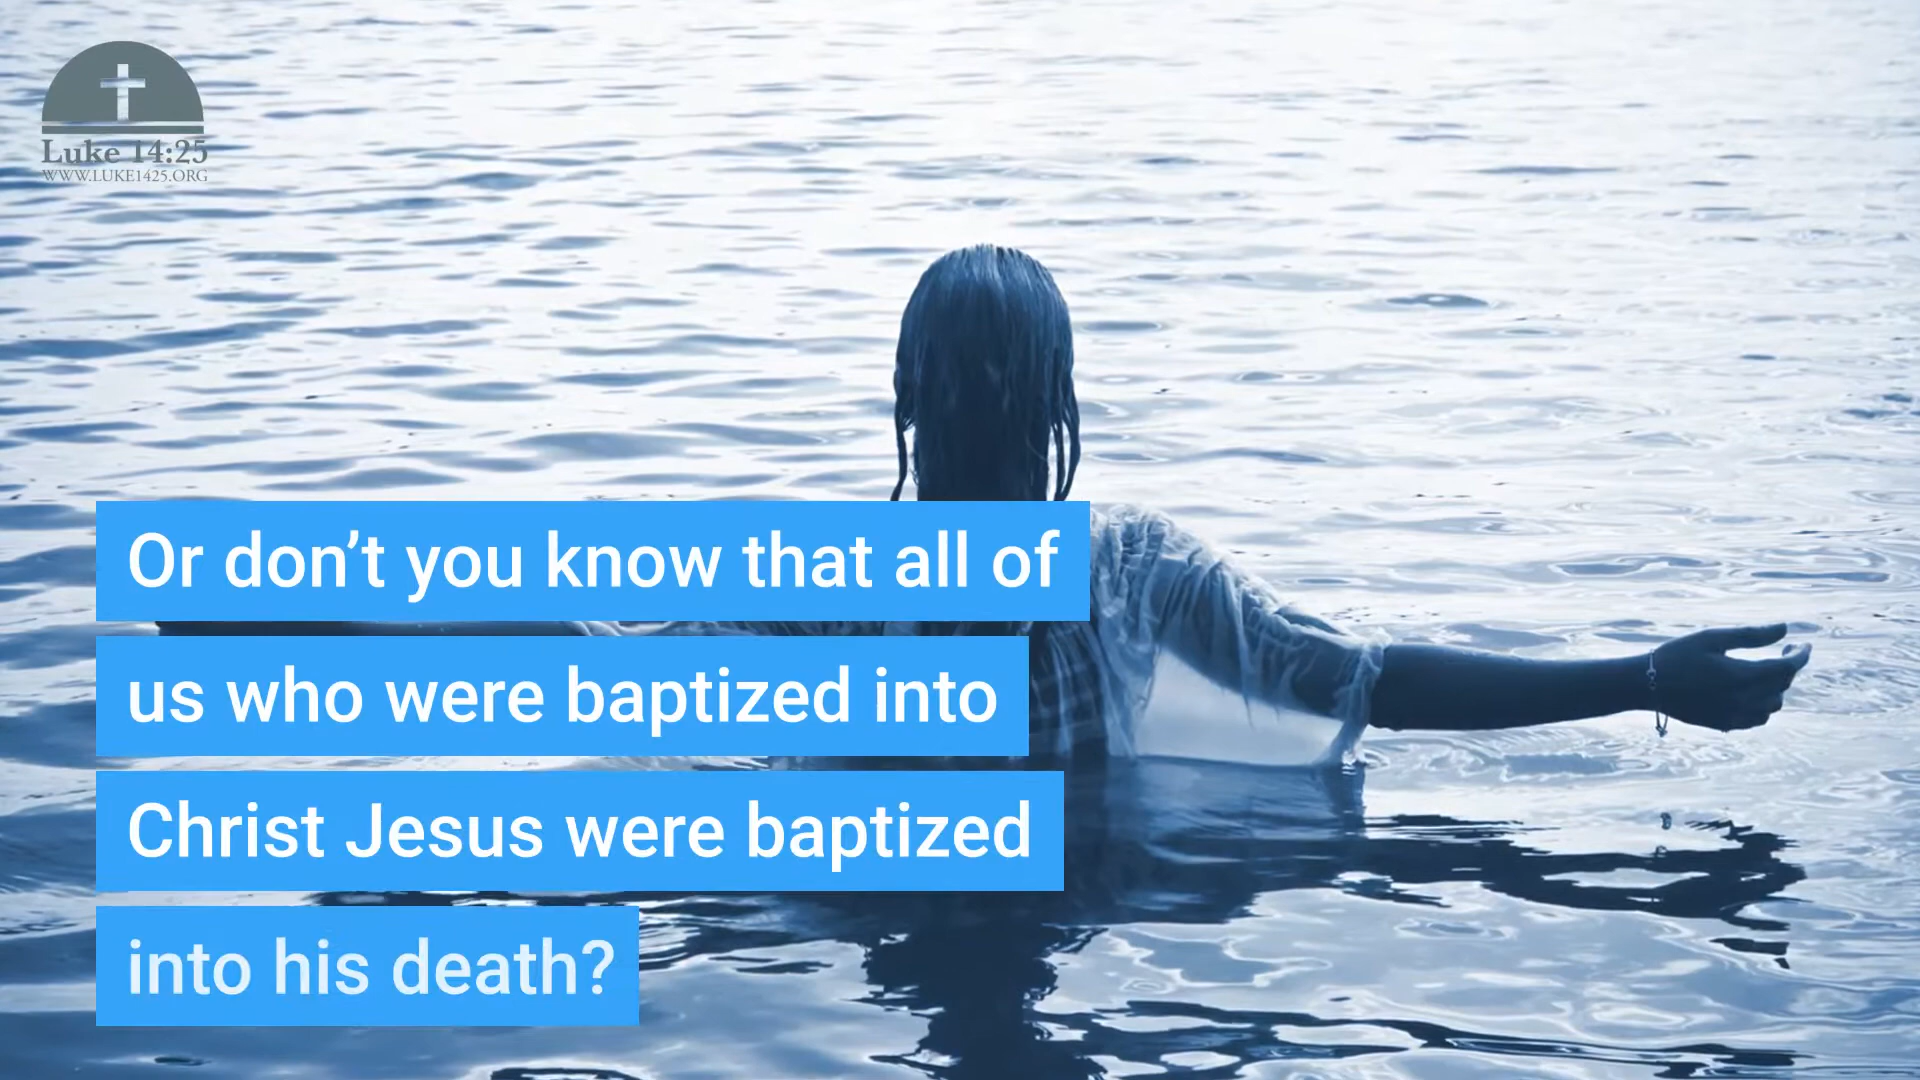 Luke 14:25
WWW.LUKE1425.ORG
Or don’t you know that all of
us who were baptized into
Christ Jesus were baptized
into his death?